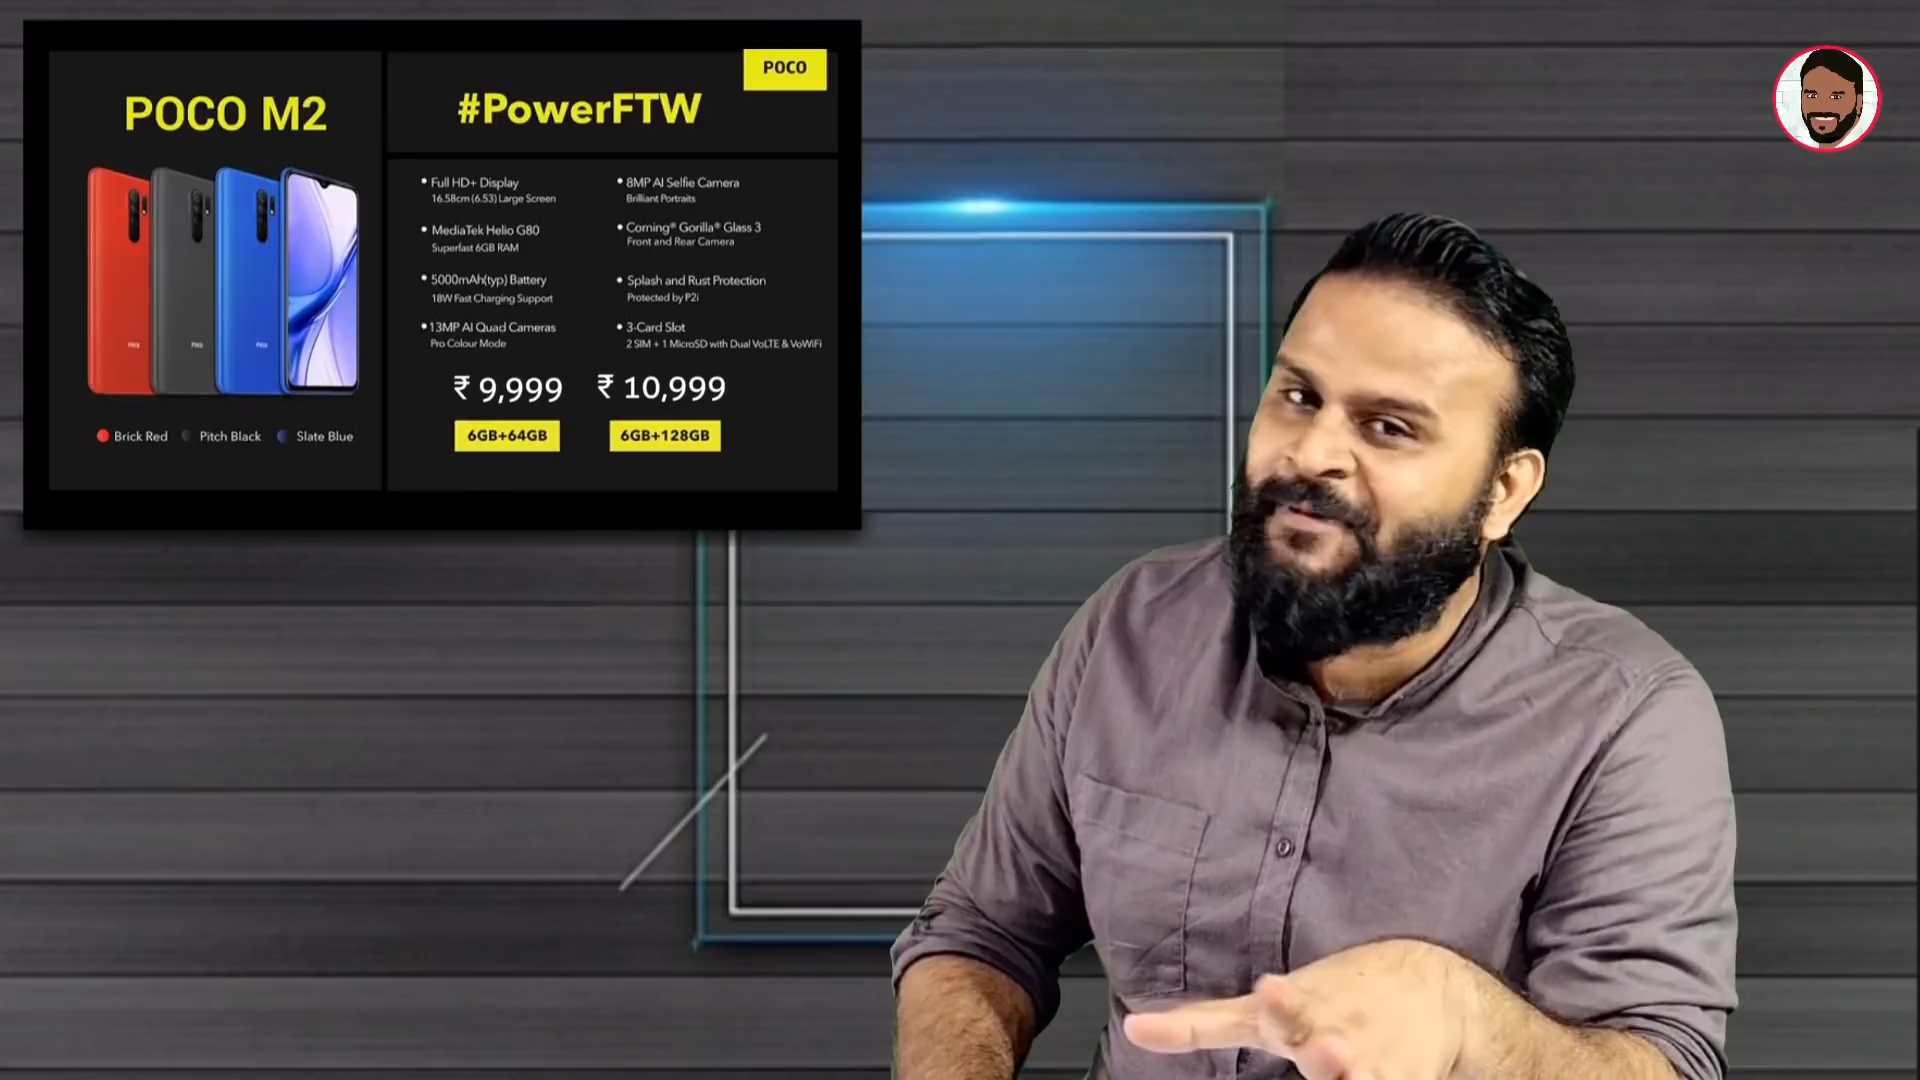 POCO
POCO M2
#PowerFTW
• Full HD+ Display
16.58cm (6.53) Large Screen
• MediaTek Helio G80
Superfast 6GB RAM
• 5000mAh(typ) Battery
18W Fast Charging Support
• 13MP AI Quad Cameras
Pro Colour Mode
• 8MP AI Selfie Camera
Brilliant Portraits
• Corning® Gorilla® Glass 3
Front and Rear Camera
• Splash and Rust Protection
Protected by P2i
• 3-Card Slot
2 SIM + 1 MicroSD with Dual VoLTE & VoWiFi
₹ 9,999 ₹ 10,999
6GB+64GB 6GB+128GB
Brick Red Pitch Black Slate Blue